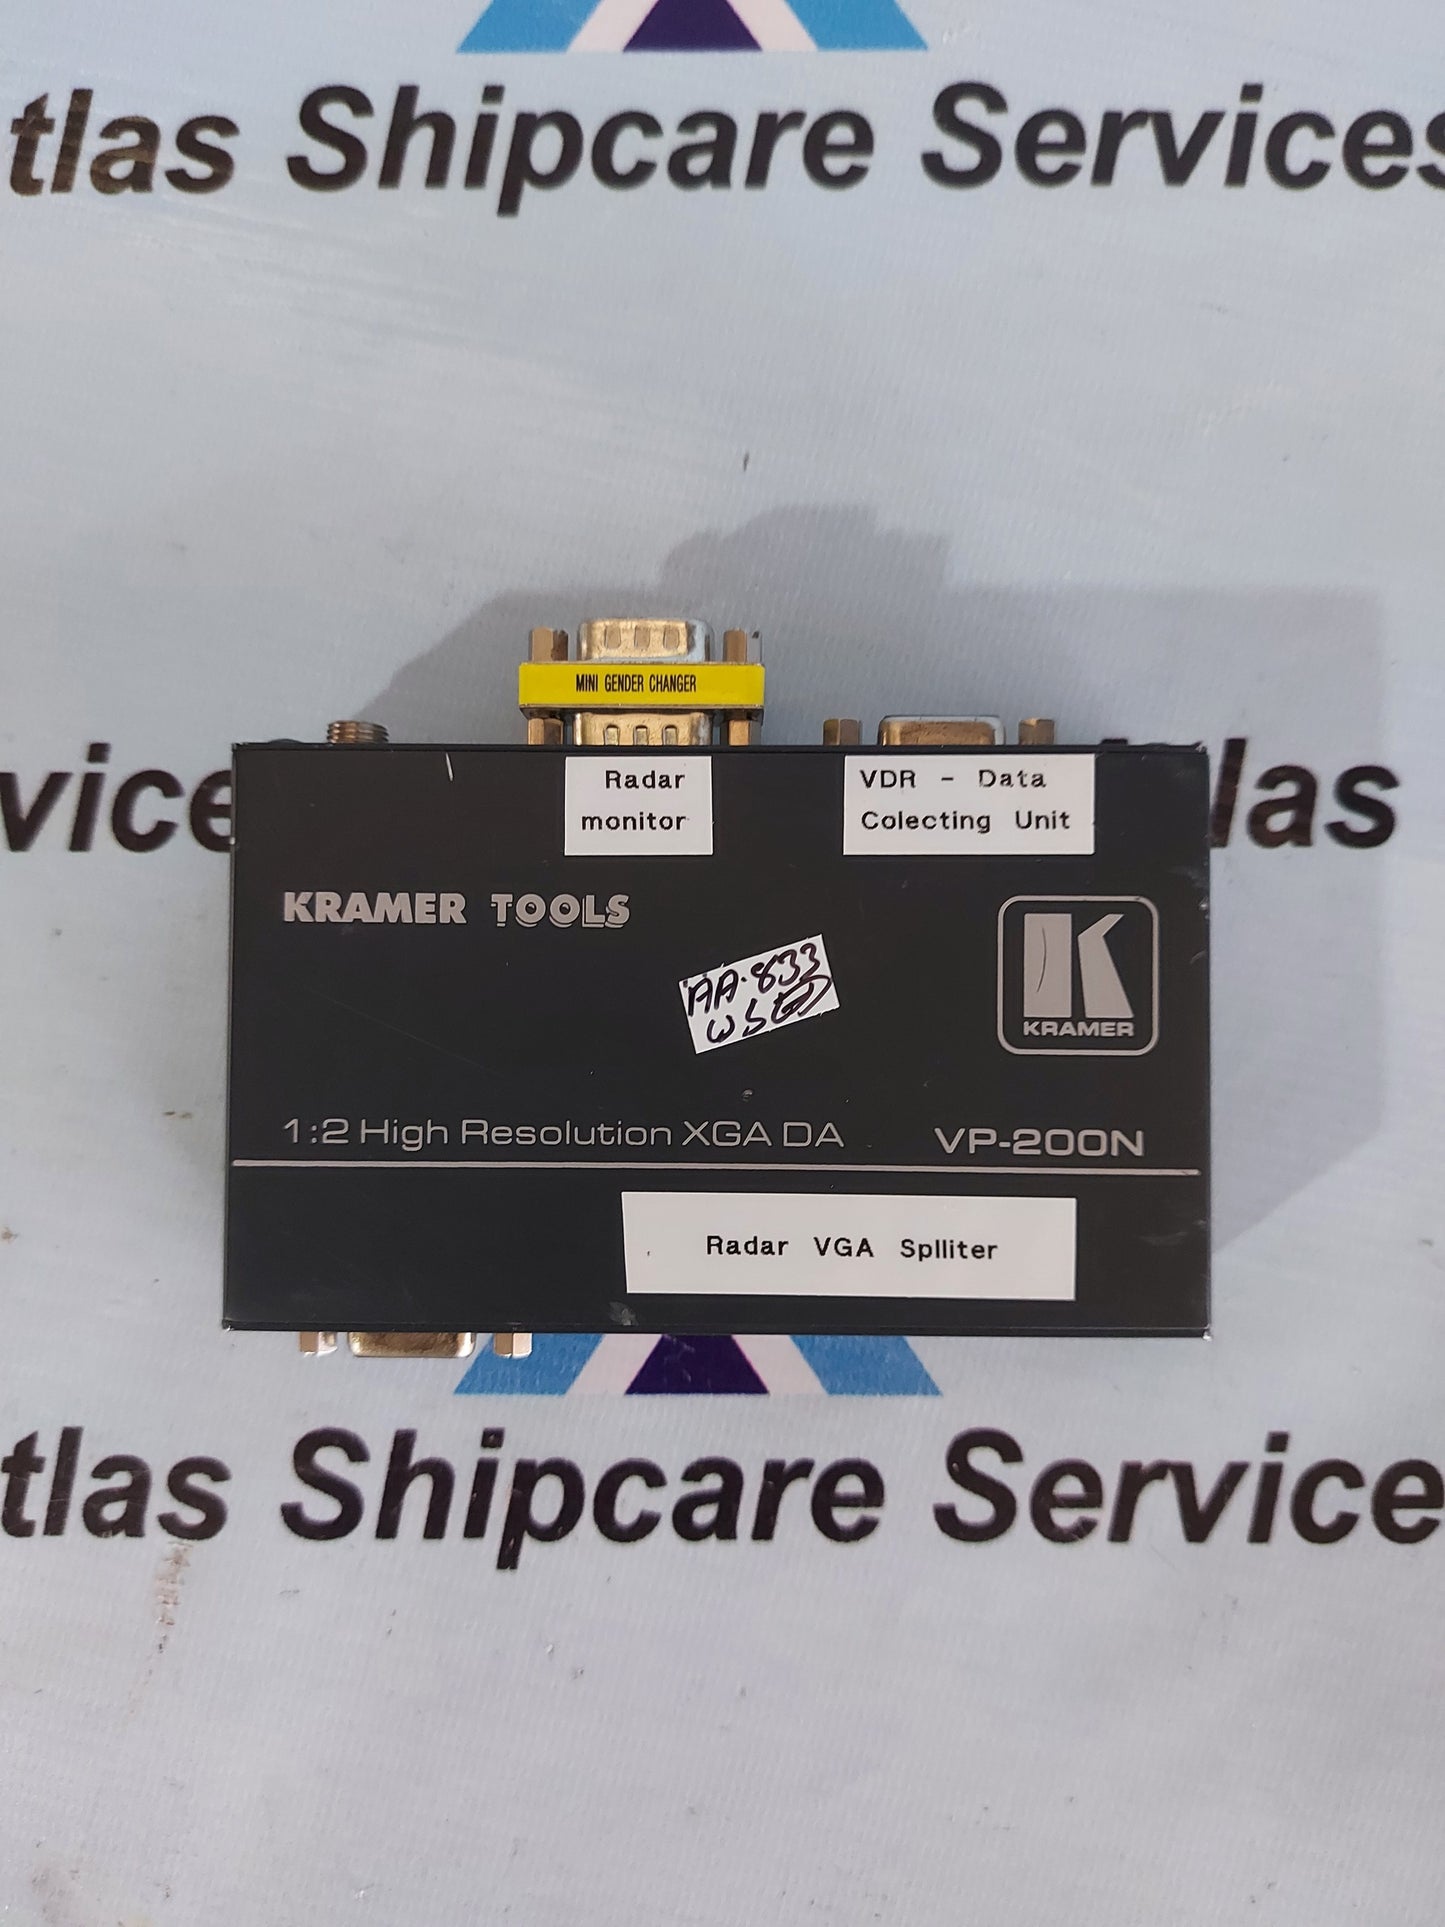 tlas Shipcare Services
MINI GENDER CHANGER
vice
las
Radar
monitor
VDR - Data
Colecting Unit
KRAMER TOOLS
AA-833
KRAMER
1:2 High Resolution XGA DA
VP-200N
Radar VGA Splliter
tlas Shipcare Service